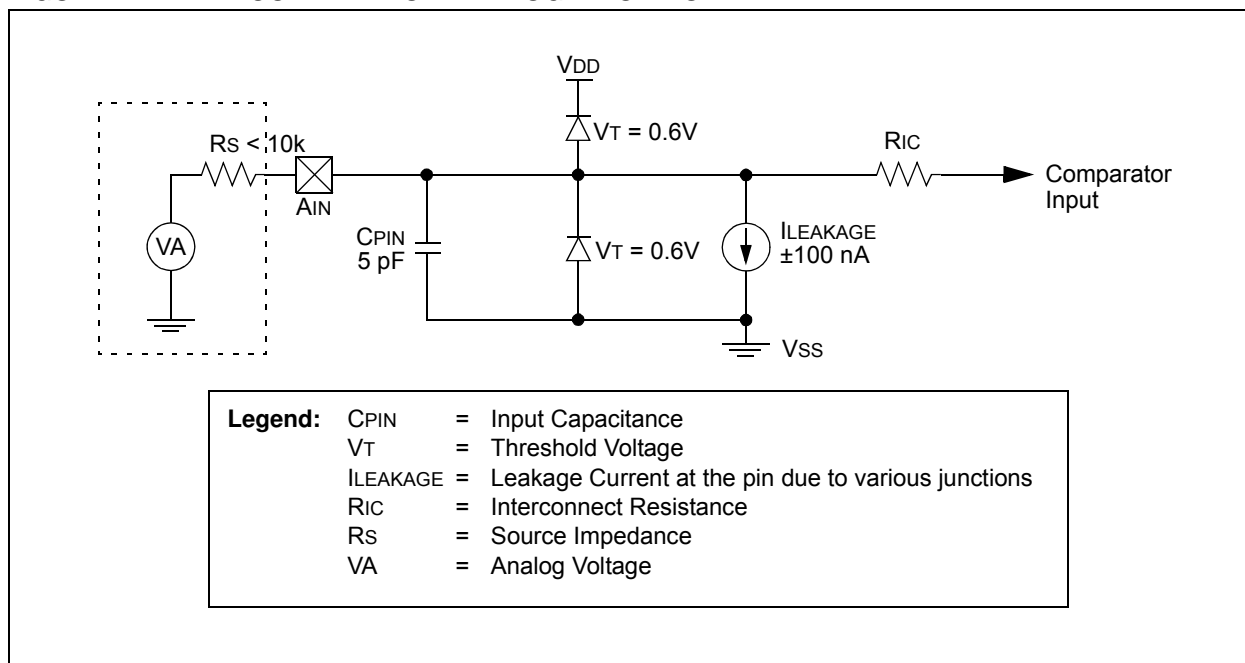 VDD
VT = 0.6V
RS < 10k
RIC
AIN
Comparator
Input
CPIN
5 pF
VA
VT = 0.6V
ILEAKAGE
±100 nA
VSS
Legend: CPIN = Input Capacitance
VT = Threshold Voltage
ILEAKAGE = Leakage Current at the pin due to various junctions
RIC = Interconnect Resistance
RS = Source Impedance
VA = Analog Voltage